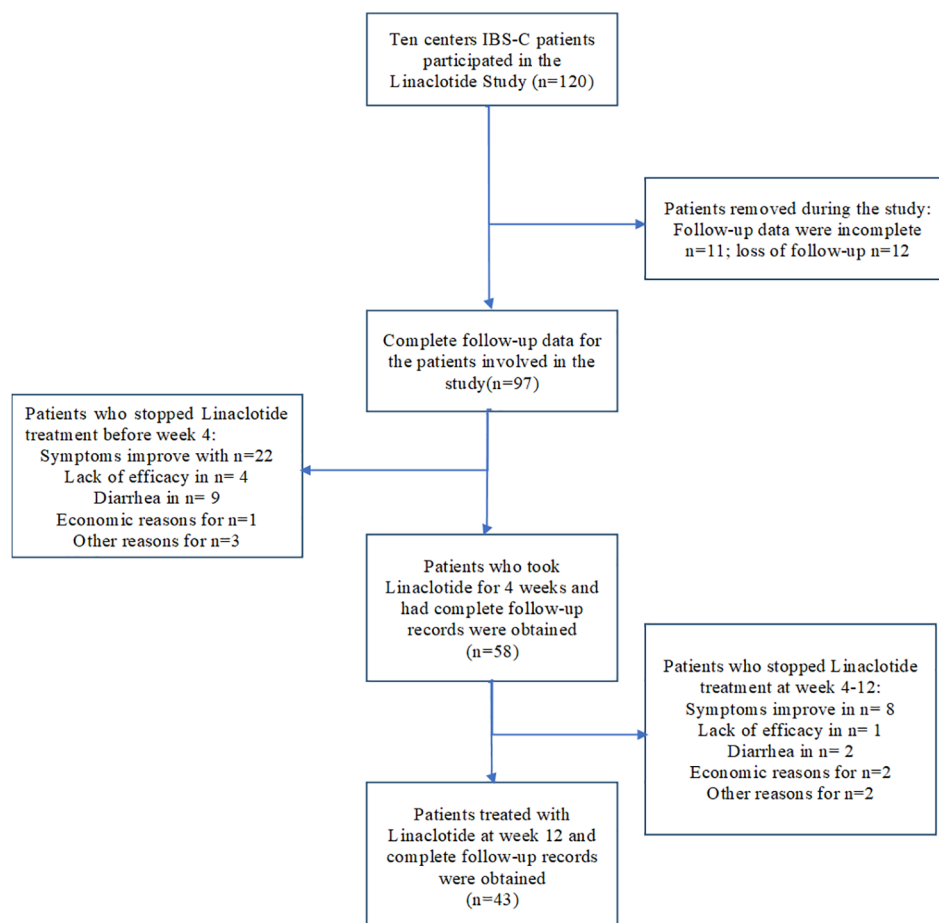 Ten centers IBS-C patients
participated in the
Linaclotide Study (n=120)
Patients removed during the study:
Follow-up data were incomplete
n=11; loss of follow-up n=12
Complete follow-up data for
the patients involved in the
study(n=97)
Patients who stopped Linaclotide
treatment before week 4:
Symptoms improve with n=22
Lack of efficacy in n= 4
Diarrhea in n= 9
Economic reasons for n=1
Other reasons for n=3
Patients who took
Linaclotide for 4 weeks and
had complete follow-up
records were obtained
(n=58)
Patients who stopped Linaclotide
treatment at week 4-12:
Symptoms improve in n= 8
Lack of efficacy in n= 1
Diarrhea in n= 2
Economic reasons for n=2
Other reasons for n=2
Patients treated with
Linaclotide at week 12 and
complete follow-up records
were obtained
(n=43)